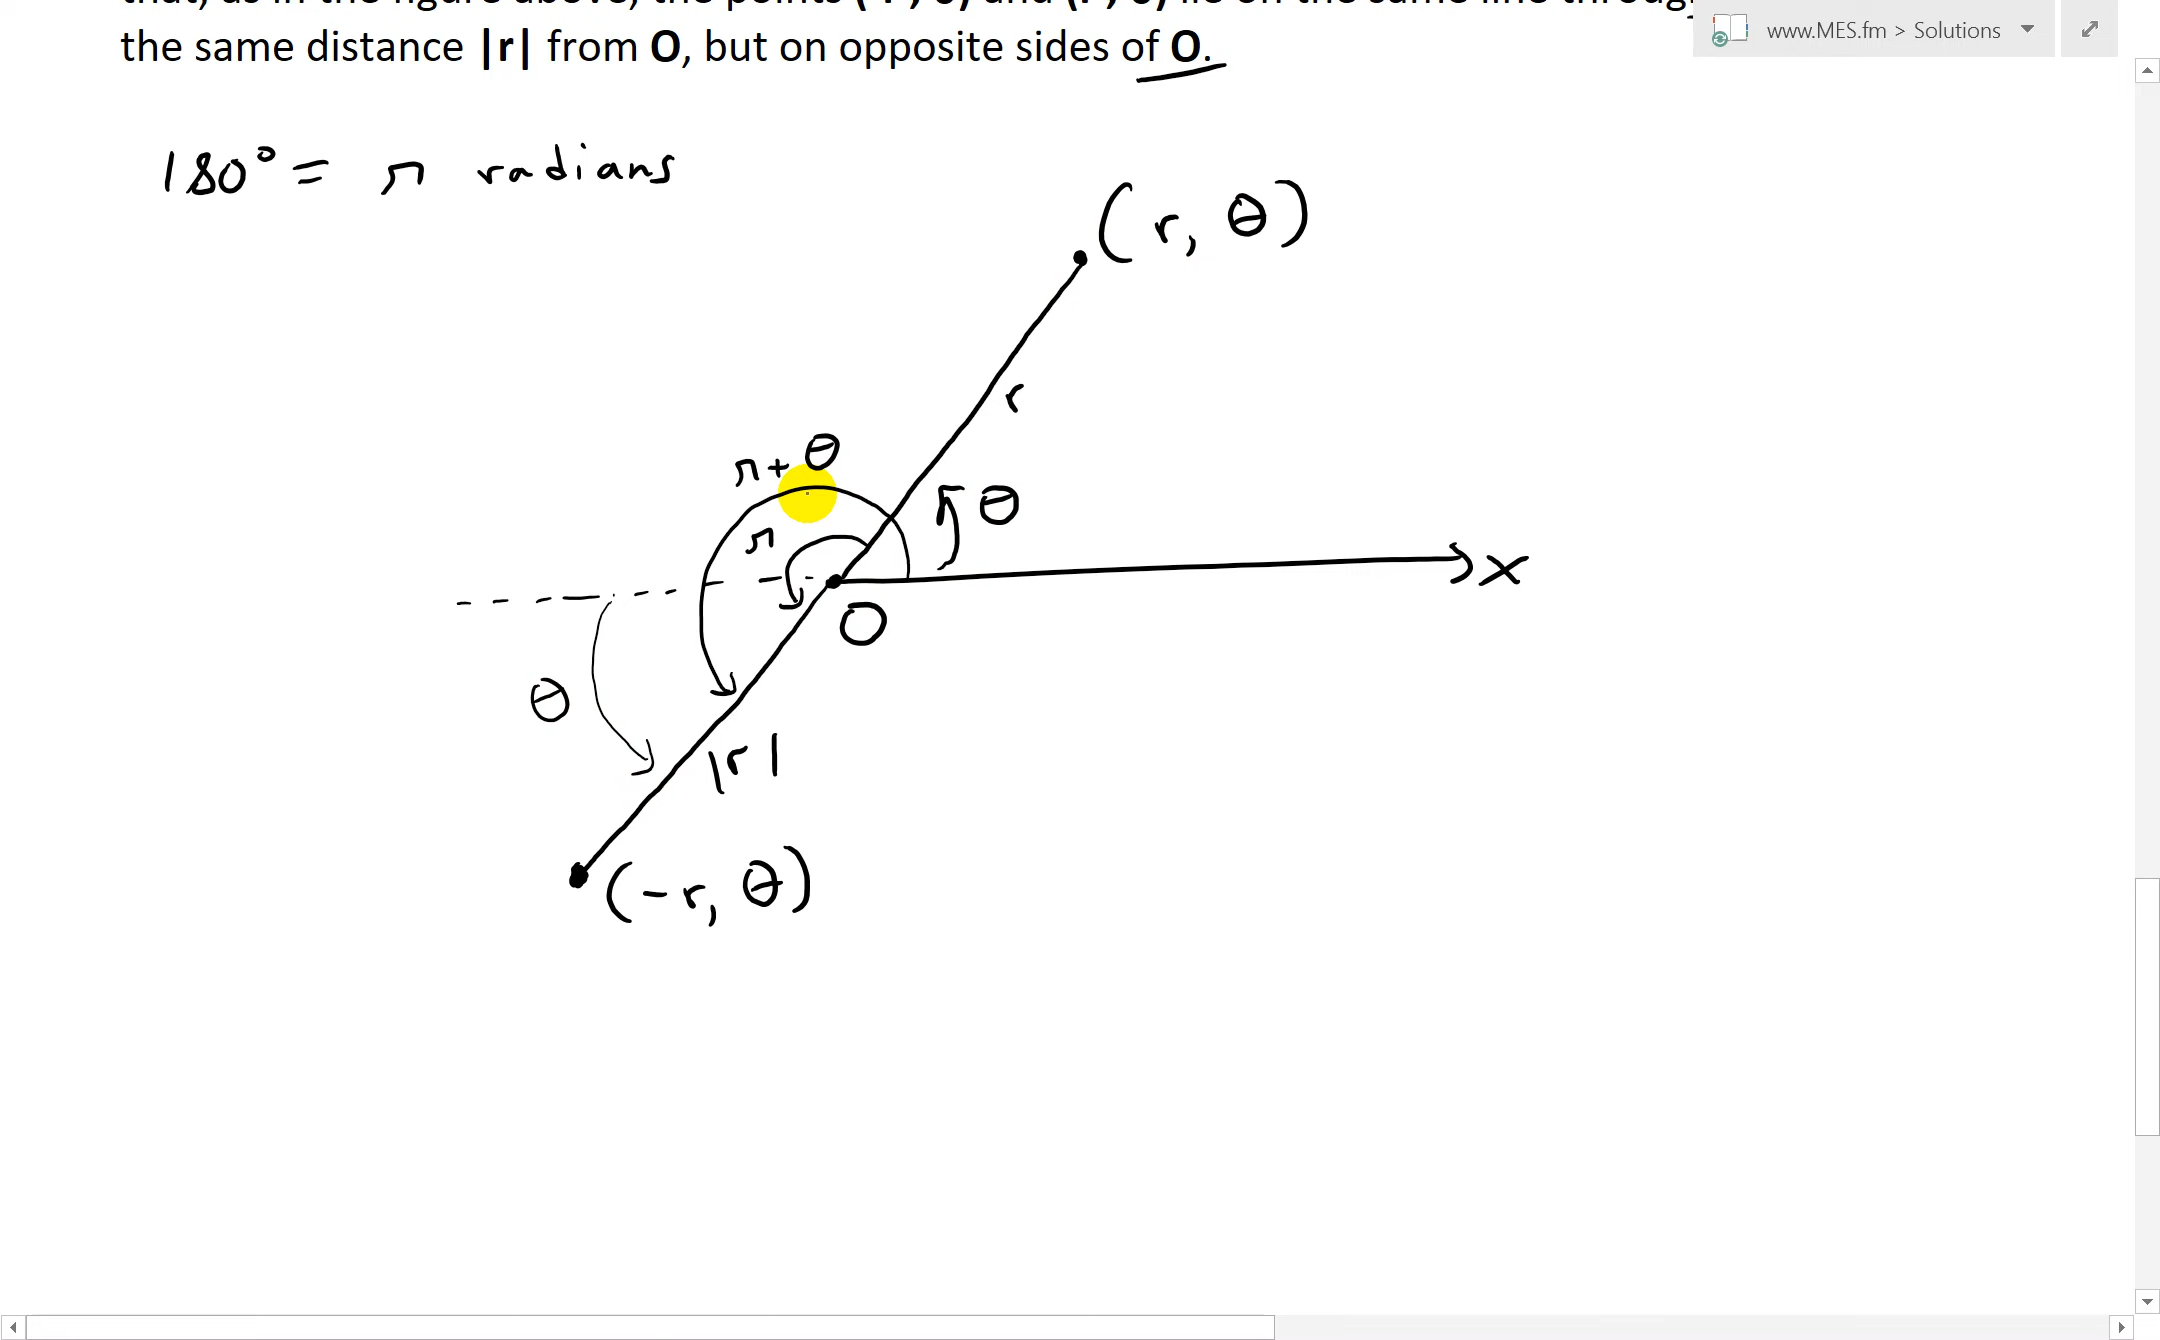 the same distance |r| from O, but on opposite sides of O.
www.MES.fm > Solutions
180° = π radians
(r, θ)
r
π + θ
θ
π
x
O
θ
|r|
(-r, θ)